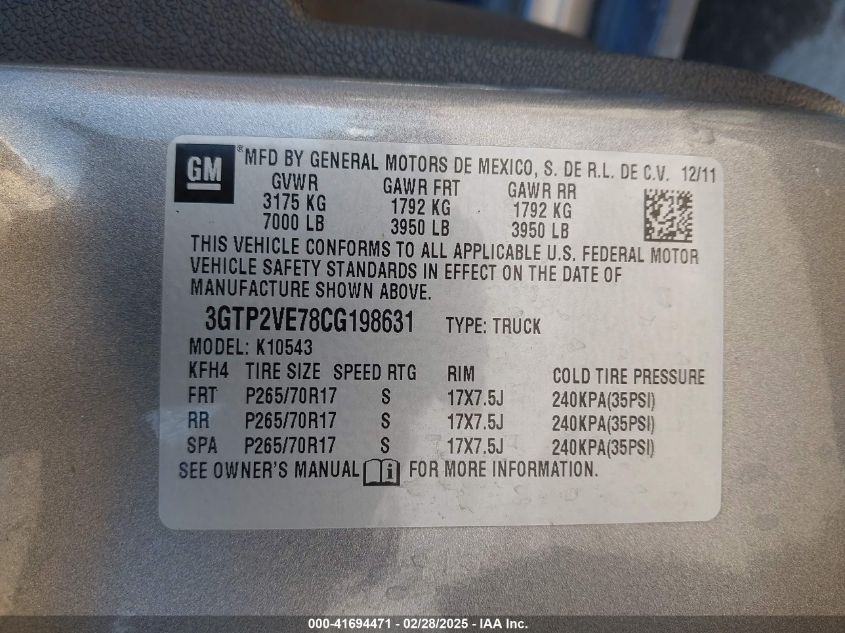 GM ® MFD BY GENERAL MOTORS DE MEXICO, S. DE R.L. DE C.V. 12/11
GVWR GAWR FRT GAWR RR
3175 KG 1792 KG 1792 KG
7000 LB 3950 LB 3950 LB
THIS VEHICLE CONFORMS TO ALL APPLICABLE U.S. FEDERAL MOTOR
VEHICLE SAFETY STANDARDS IN EFFECT ON THE DATE OF
MANUFACTURE SHOWN ABOVE.
3GTP2VE78CG198631 TYPE: TRUCK
MODEL: K10543
KFH4 TIRE SIZE SPEED RTG RIM COLD TIRE PRESSURE
FRT P265/70R17 S 17X7.5J 240KPA(35PSI)
RR P265/70R17 S 17X7.5J 240KPA(35PSI)
SPA P265/70R17 S 17X7.5J 240KPA(35PSI)
SEE OWNER'S MANUAL i FOR MORE INFORMATION.
000-41694471 - 02/28/2025 - IAA Inc.